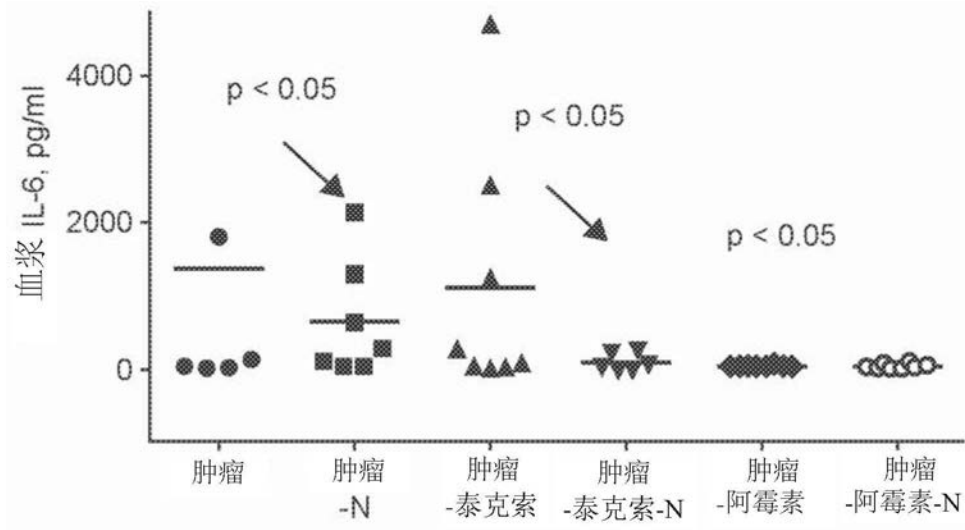 血浆 IL-6, pg/ml
4000
2000
0
p < 0.05
p < 0.05
p < 0.05
肿瘤
肿瘤
-N
肿瘤
-泰克索
肿瘤
-泰克索-N
肿瘤
-阿霉素
肿瘤
-阿霉素-N